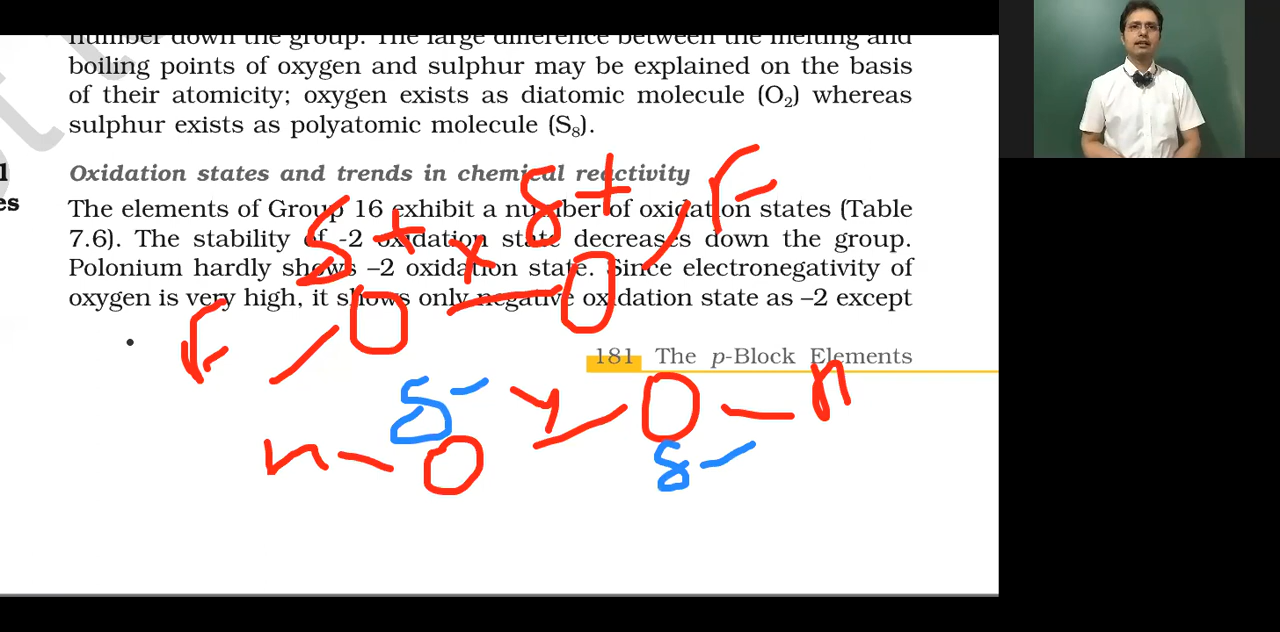 number down the group. The large difference between the melting and
boiling points of oxygen and sulphur may be explained on the basis
of their atomicity; oxygen exists as diatomic molecule (O₂) whereas
sulphur exists as polyatomic molecule (S₈).
1
es
Oxidation states and trends in chemical reactivity
The elements of Group 16 exhibit a number of oxidation states (Table
7.6). The stability of -2 oxidation state decreases down the group.
Polonium hardly shows –2 oxidation state. Since electronegativity of
oxygen is very high, it shows only negative oxidation state as –2 except
δ+ x δ+ F
F O O
181 The p-Block Elements
δ- y O H
H O δ-